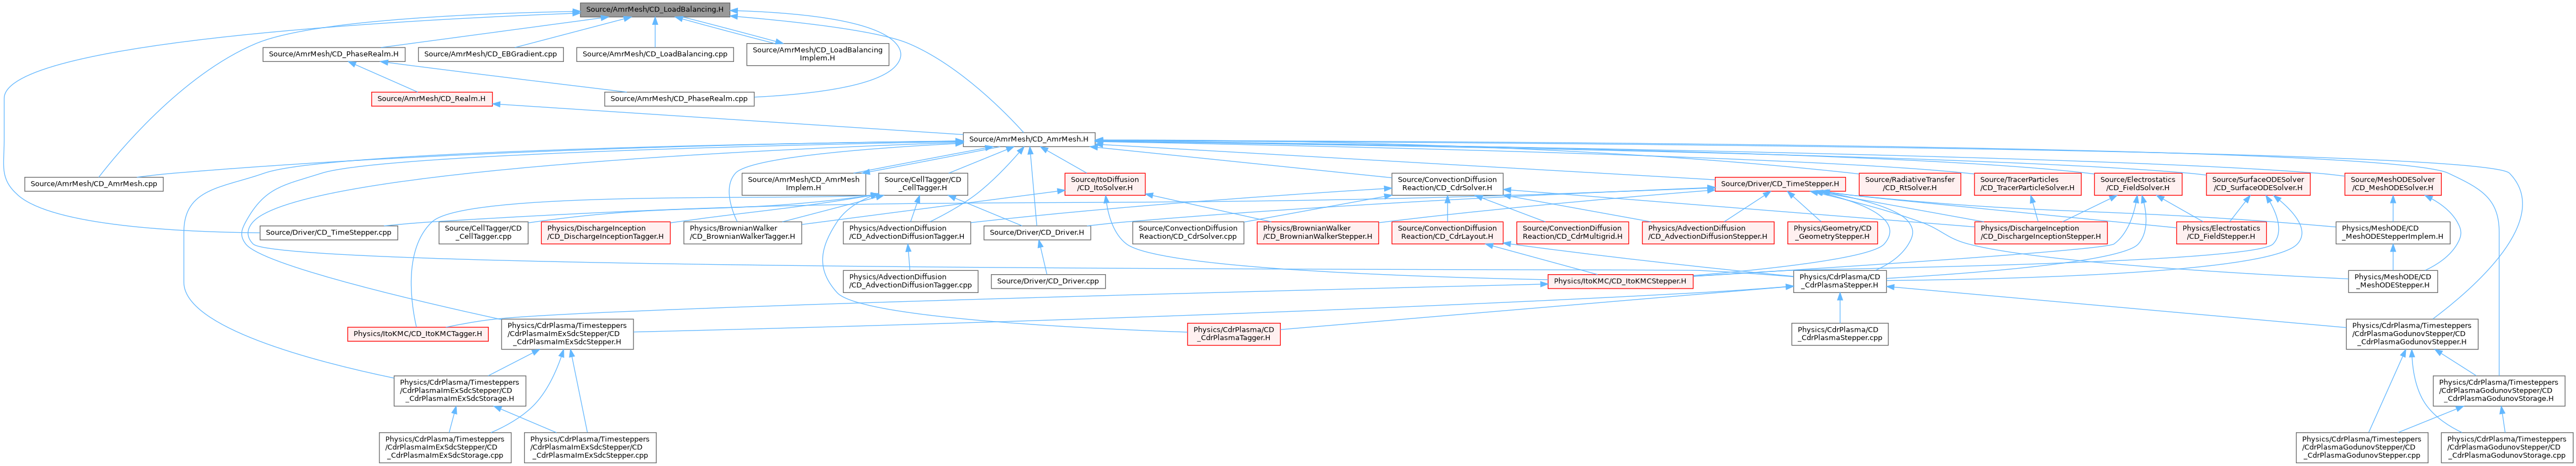 Source/AmrMesh/CD_LoadBalancing.H
Source/AmrMesh/CD_PhaseRealm.H
Source/AmrMesh/CD_EBGradient.cpp
Source/AmrMesh/CD_LoadBalancing.cpp
Source/AmrMesh/CD_LoadBalancing
Implem.H
Source/AmrMesh/CD_Realm.H
Source/AmrMesh/CD_PhaseRealm.cpp
Source/AmrMesh/CD_AmrMesh.H
Source/AmrMesh/CD_AmrMesh.cpp
Source/AmrMesh/CD_AmrMesh
Implem.H
Source/CellTagger/CD
_CellTagger.H
Source/ItoDiffusion
/CD_ItoSolver.H
Source/ConvectionDiffusion
Reaction/CD_CdrSolver.H
Source/Driver/CD_TimeStepper.H
Source/RadiativeTransfer
/CD_RtSolver.H
Source/TracerParticles
/CD_TracerParticleSolver.H
Source/Electrostatics
/CD_FieldSolver.H
Source/SurfaceODESolver
/CD_SurfaceODESolver.H
Source/MeshODESolver
/CD_MeshODESolver.H
Source/Driver/CD_TimeStepper.cpp
Source/CellTagger/CD
_CellTagger.cpp
Physics/DischargeInception
/CD_DischargeInceptionTagger.H
Physics/BrownianWalker
/CD_BrownianWalkerTagger.H
Physics/AdvectionDiffusion
/CD_AdvectionDiffusionTagger.H
Source/Driver/CD_Driver.H
Source/ConvectionDiffusion
Reaction/CD_CdrSolver.cpp
Physics/BrownianWalker
/CD_BrownianWalkerStepper.H
Source/ConvectionDiffusion
Reaction/CD_CdrLayout.H
Source/ConvectionDiffusion
Reaction/CD_CdrMultigrid.H
Physics/AdvectionDiffusion
/CD_AdvectionDiffusionStepper.H
Physics/Geometry/CD
_GeometryStepper.H
Physics/DischargeInception
/CD_DischargeInceptionStepper.H
Physics/Electrostatics
/CD_FieldStepper.H
Physics/MeshODE/CD
_MeshODEStepperImplem.H
Physics/AdvectionDiffusion
/CD_AdvectionDiffusionTagger.cpp
Source/Driver/CD_Driver.cpp
Physics/ItoKMC/CD_ItoKMCStepper.H
Physics/CdrPlasma/CD
_CdrPlasmaStepper.H
Physics/MeshODE/CD
_MeshODEStepper.H
Physics/ItoKMC/CD_ItoKMCTagger.H
Physics/CdrPlasma/Timesteppers
/CdrPlasmaImExSdcStepper/CD
_CdrPlasmaImExSdcStepper.H
Physics/CdrPlasma/CD
_CdrPlasmaTagger.H
Physics/CdrPlasma/CD
_CdrPlasmaStepper.cpp
Physics/CdrPlasma/Timesteppers
/CdrPlasmaGodunovStepper/CD
_CdrPlasmaGodunovStepper.H
Physics/CdrPlasma/Timesteppers
/CdrPlasmaImExSdcStepper/CD
_CdrPlasmaImExSdcStorage.H
Physics/CdrPlasma/Timesteppers
/CdrPlasmaGodunovStepper/CD
_CdrPlasmaGodunovStorage.H
Physics/CdrPlasma/Timesteppers
/CdrPlasmaImExSdcStepper/CD
_CdrPlasmaImExSdcStorage.cpp
Physics/CdrPlasma/Timesteppers
/CdrPlasmaImExSdcStepper/CD
_CdrPlasmaImExSdcStepper.cpp
Physics/CdrPlasma/Timesteppers
/CdrPlasmaGodunovStepper/CD
_CdrPlasmaGodunovStepper.cpp
Physics/CdrPlasma/Timesteppers
/CdrPlasmaGodunovStepper/CD
_CdrPlasmaGodunovStorage.cpp